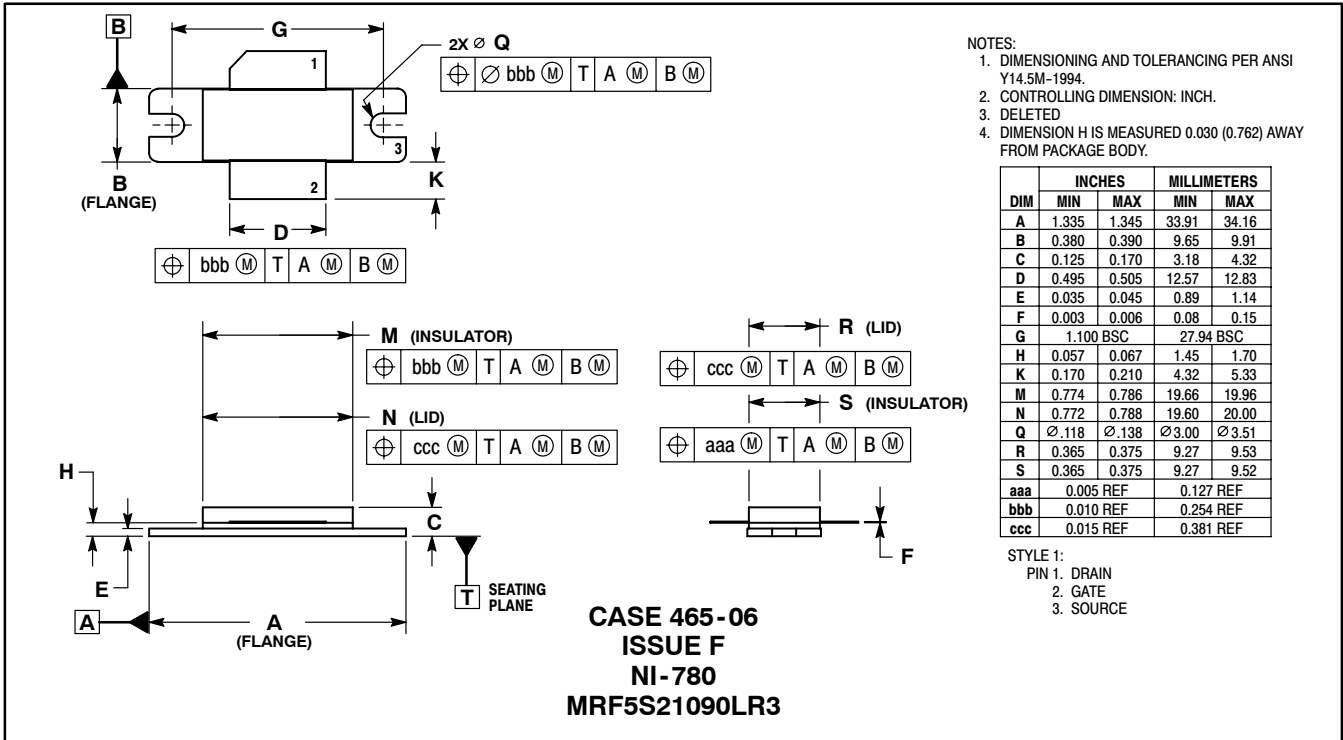 B
G
2X ⌀ Q
⌖ ⌀ bbb Ⓜ T A Ⓜ B Ⓜ
1
3
2
B
(FLANGE)
K
D
⌖ bbb Ⓜ T A Ⓜ B Ⓜ
M (INSULATOR)
⌖ bbb Ⓜ T A Ⓜ B Ⓜ
N (LID)
⌖ ccc Ⓜ T A Ⓜ B Ⓜ
R (LID)
⌖ ccc Ⓜ T A Ⓜ B Ⓜ
S (INSULATOR)
⌖ aaa Ⓜ T A Ⓜ B Ⓜ
H
C
E
F
T SEATING
PLANE
A
A
(FLANGE)
CASE 465-06
ISSUE F
NI-780
MRF5S21090LR3
NOTES:
1. DIMENSIONING AND TOLERANCING PER ANSI
Y14.5M-1994.
2. CONTROLLING DIMENSION: INCH.
3. DELETED
4. DIMENSION H IS MEASURED 0.030 (0.762) AWAY
FROM PACKAGE BODY.
INCHES MILLIMETERS
DIM MIN MAX MIN MAX
A 1.335 1.345 33.91 34.16
B 0.380 0.390 9.65 9.91
C 0.125 0.170 3.18 4.32
D 0.495 0.505 12.57 12.83
E 0.035 0.045 0.89 1.14
F 0.003 0.006 0.08 0.15
G 1.100 BSC 27.94 BSC
H 0.057 0.067 1.45 1.70
K 0.170 0.210 4.32 5.33
M 0.774 0.786 19.66 19.96
N 0.772 0.788 19.60 20.00
Q ⌀.118 ⌀.138 ⌀3.00 ⌀3.51
R 0.365 0.375 9.27 9.53
S 0.365 0.375 9.27 9.52
aaa 0.005 REF 0.127 REF
bbb 0.010 REF 0.254 REF
ccc 0.015 REF 0.381 REF
STYLE 1:
PIN 1. DRAIN
2. GATE
3. SOURCE